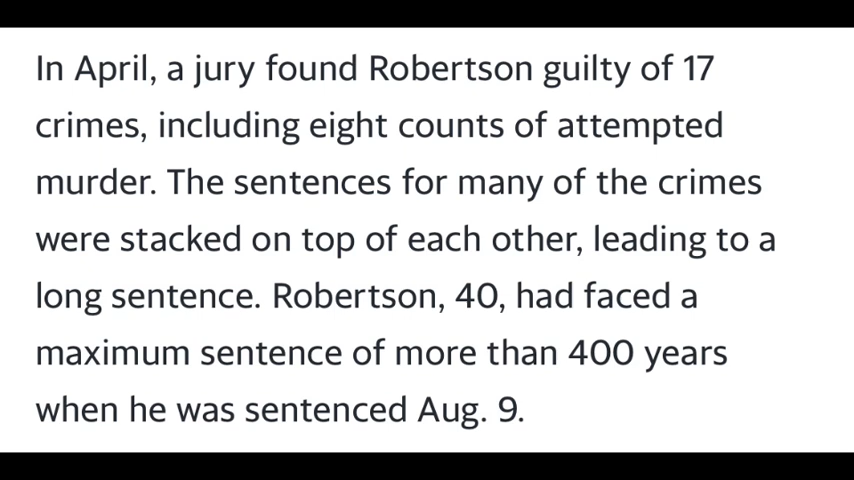 In April, a jury found Robertson guilty of 17
crimes, including eight counts of attempted
murder. The sentences for many of the crimes
were stacked on top of each other, leading to a
long sentence. Robertson, 40, had faced a
maximum sentence of more than 400 years
when he was sentenced Aug. 9.